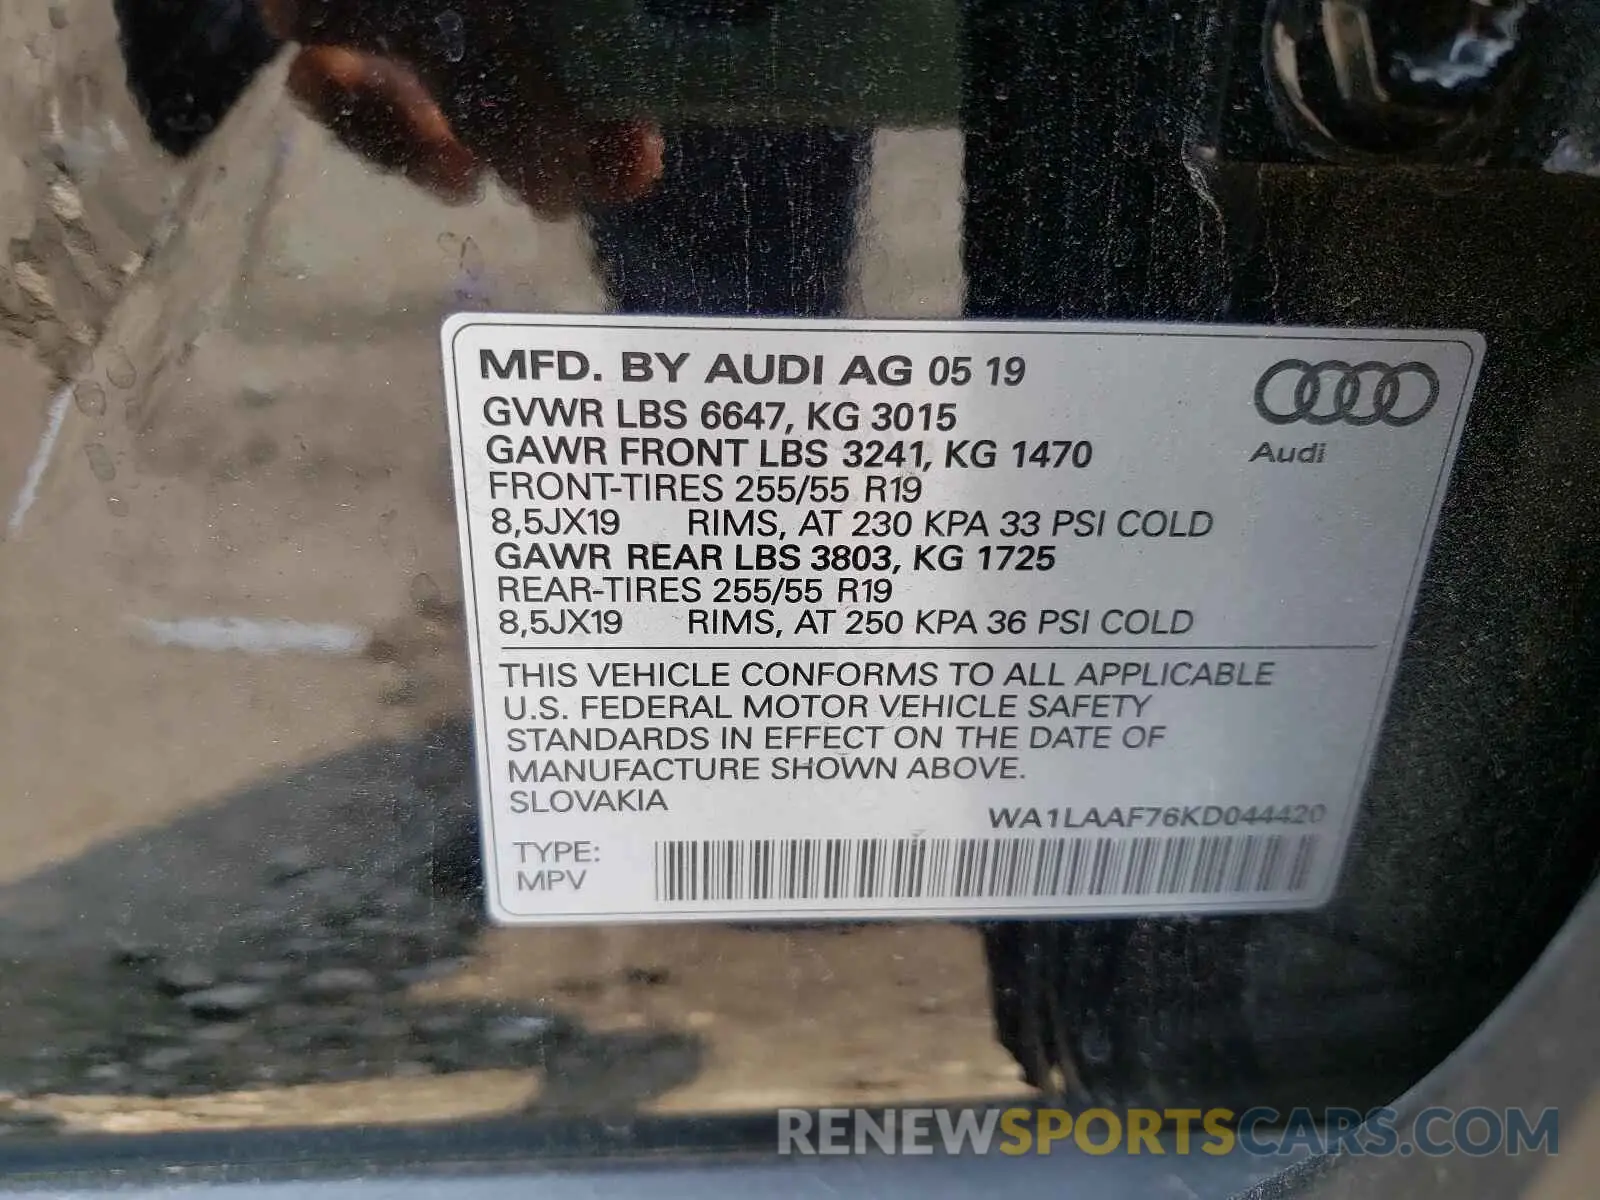 MFD. BY AUDI AG 05 19
GVWR LBS 6647, KG 3015
GAWR FRONT LBS 3241, KG 1470
Audi
FRONT-TIRES 255/55 R19
8,5JX19 RIMS, AT 230 KPA 33 PSI COLD
GAWR REAR LBS 3803, KG 1725
REAR-TIRES 255/55 R19
8,5JX19 RIMS, AT 250 KPA 36 PSI COLD
THIS VEHICLE CONFORMS TO ALL APPLICABLE
U.S. FEDERAL MOTOR VEHICLE SAFETY
STANDARDS IN EFFECT ON THE DATE OF
MANUFACTURE SHOWN ABOVE.
SLOVAKIA
WA1LAAF76KD044420
TYPE:
MPV
RENEWSPORTSCARS.COM